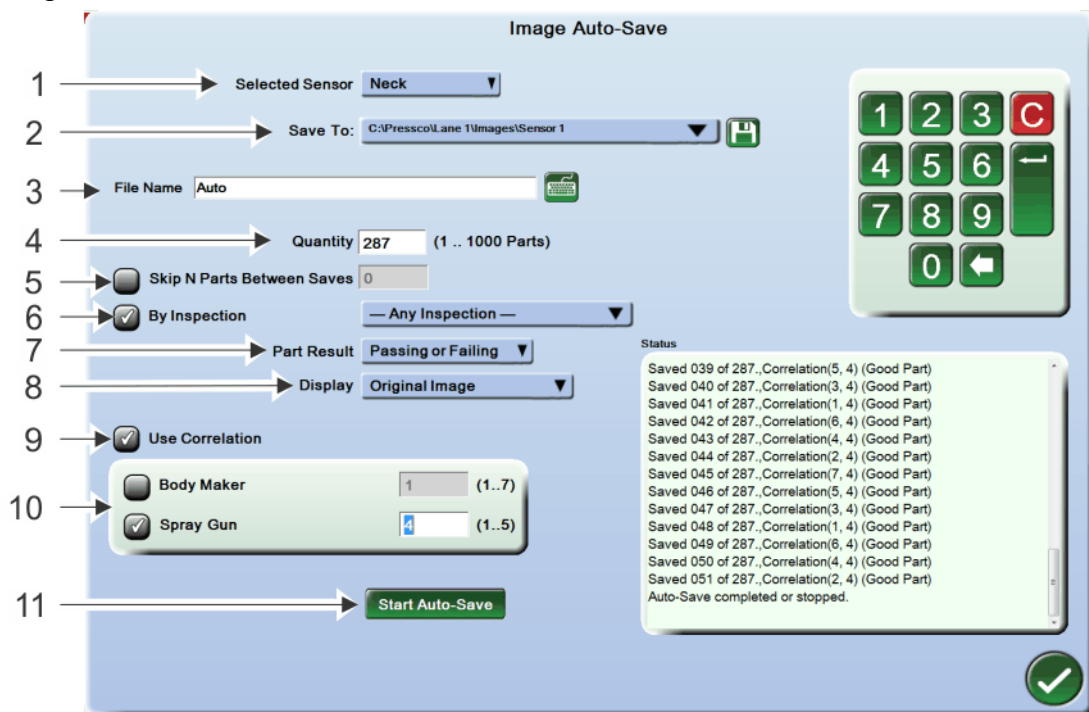 Image Auto-Save
1 Selected Sensor Neck
2 Save To: C:\Pressco\Lane 1\Images\Sensor 1
3 File Name Auto
4 Quantity 287 (1 .. 1000 Parts)
5 Skip N Parts Between Saves 0
6 By Inspection — Any Inspection —
7 Part Result Passing or Failing
8 Display Original Image
9 Use Correlation
10
Body Maker 1 (1..7)
Spray Gun 4 (1..5)
11 Start Auto-Save
1 2 3 C
4 5 6
7 8 9
0
Status
Saved 039 of 287.,Correlation(5, 4) (Good Part)
Saved 040 of 287.,Correlation(3, 4) (Good Part)
Saved 041 of 287.,Correlation(1, 4) (Good Part)
Saved 042 of 287.,Correlation(6, 4) (Good Part)
Saved 043 of 287.,Correlation(4, 4) (Good Part)
Saved 044 of 287.,Correlation(2, 4) (Good Part)
Saved 045 of 287.,Correlation(7, 4) (Good Part)
Saved 046 of 287.,Correlation(5, 4) (Good Part)
Saved 047 of 287.,Correlation(3, 4) (Good Part)
Saved 048 of 287.,Correlation(1, 4) (Good Part)
Saved 049 of 287.,Correlation(6, 4) (Good Part)
Saved 050 of 287.,Correlation(4, 4) (Good Part)
Saved 051 of 287.,Correlation(2, 4) (Good Part)
Auto-Save completed or stopped.